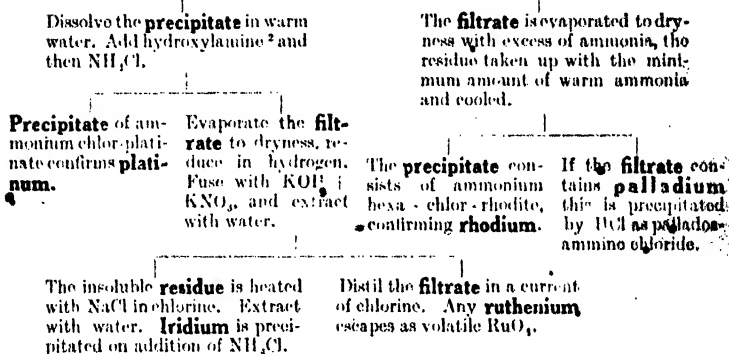 Dissolve the precipitate in warm
water. Add hydroxylamine ² and
then NH₄Cl.
The filtrate is evaporated to dry-
ness with excess of ammonia, the
residue taken up with the mini-
mum amount of warm ammonia
and cooled.
Precipitate of am-
monium chlor-plati-
nate confirms plati-
num.
Evaporate the filt-
rate to dryness, re-
duce in hydrogen.
Fuse with KOH +
KNO₃, and extract
with water.
The precipitate con-
sists of ammonium
hexa-chlor-rhodite,
confirming rhodium.
If the filtrate con-
tains palladium
this is precipitated
by HCl as pallados-
ammino chloride.
The insoluble residue is heated
with NaCl in chlorine. Extract
with water. Iridium is preci-
pitated on addition of NH₄Cl.
Distil the filtrate in a current
of chlorine. Any ruthenium
escapes as volatile RuO₄.